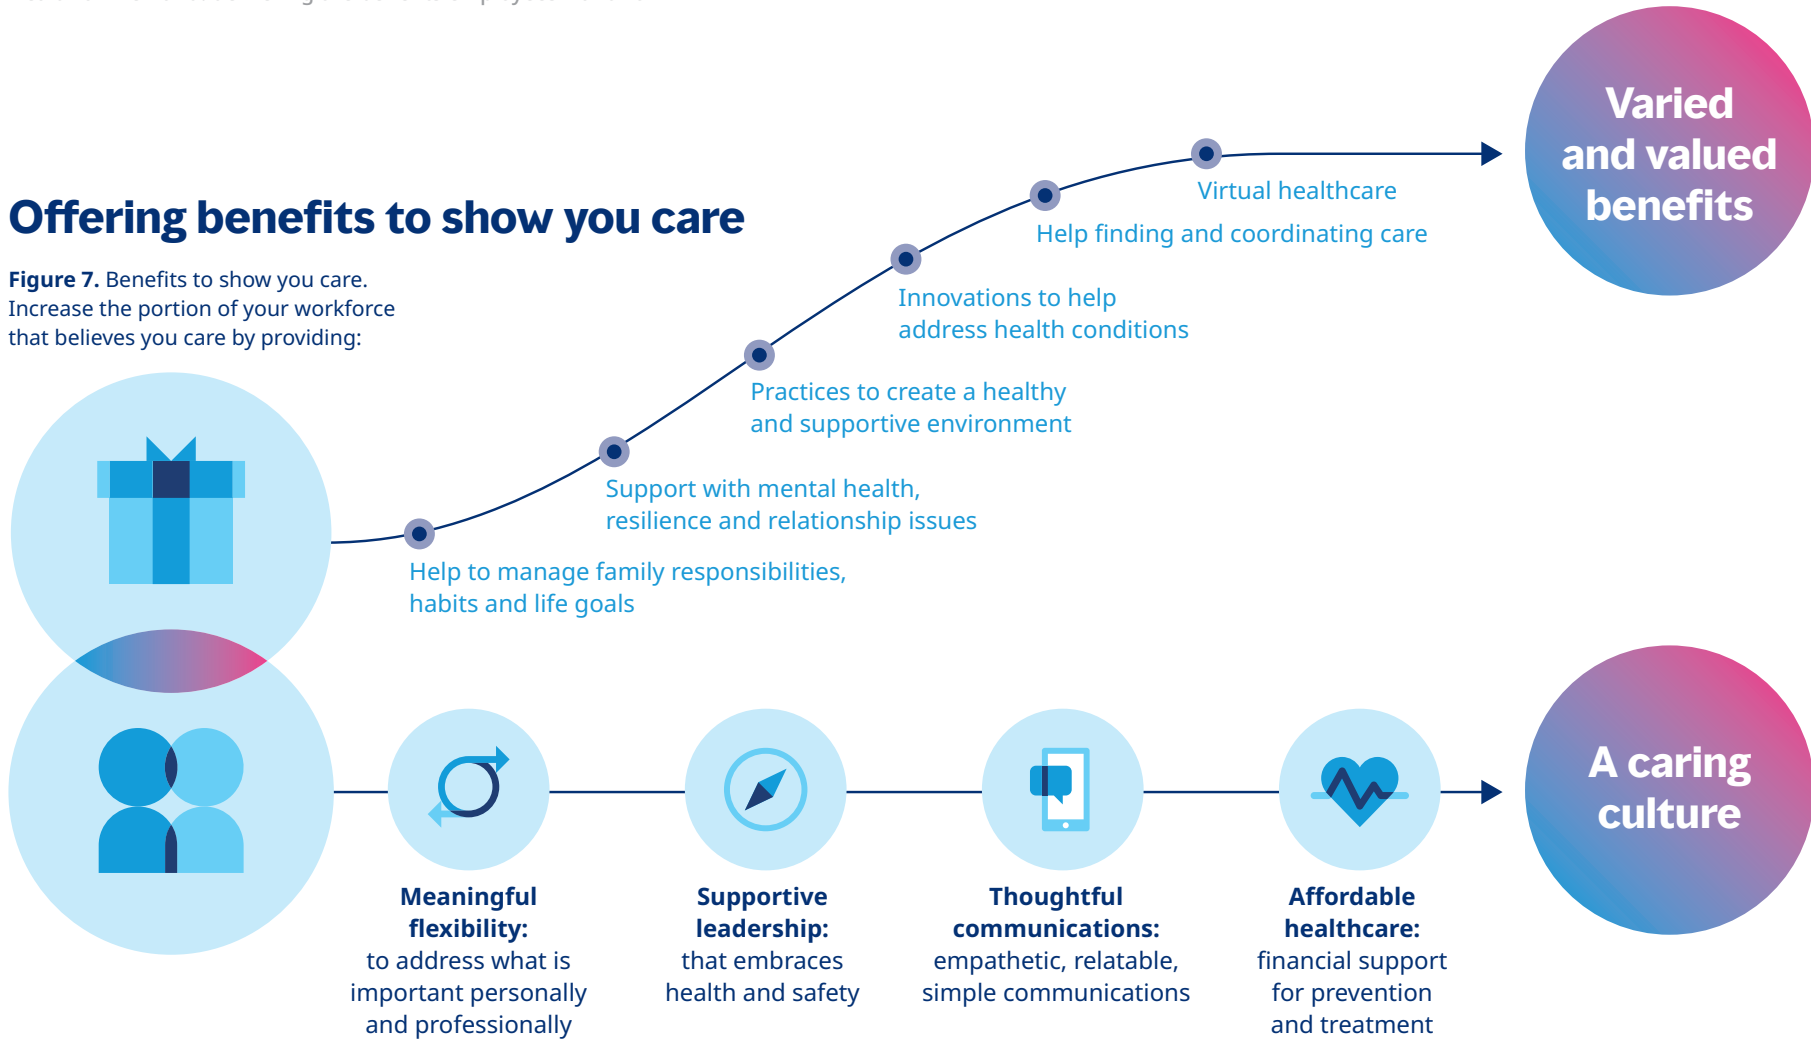 Varied
and valued
benefits
Offering benefits to show you care
Figure 7. Benefits to show you care.
Increase the portion of your workforce
that believes you care by providing:
Virtual healthcare
Help finding and coordinating care
Innovations to help
address health conditions
Practices to create a healthy
and supportive environment
Support with mental health,
resilience and relationship issues
Help to manage family responsibilities,
habits and life goals
A caring
culture
Meaningful
flexibility:
to address what is
important personally
and professionally
Supportive
leadership:
that embraces
health and safety
Thoughtful
communications:
empathetic, relatable,
simple communications
Affordable
healthcare:
financial support
for prevention
and treatment